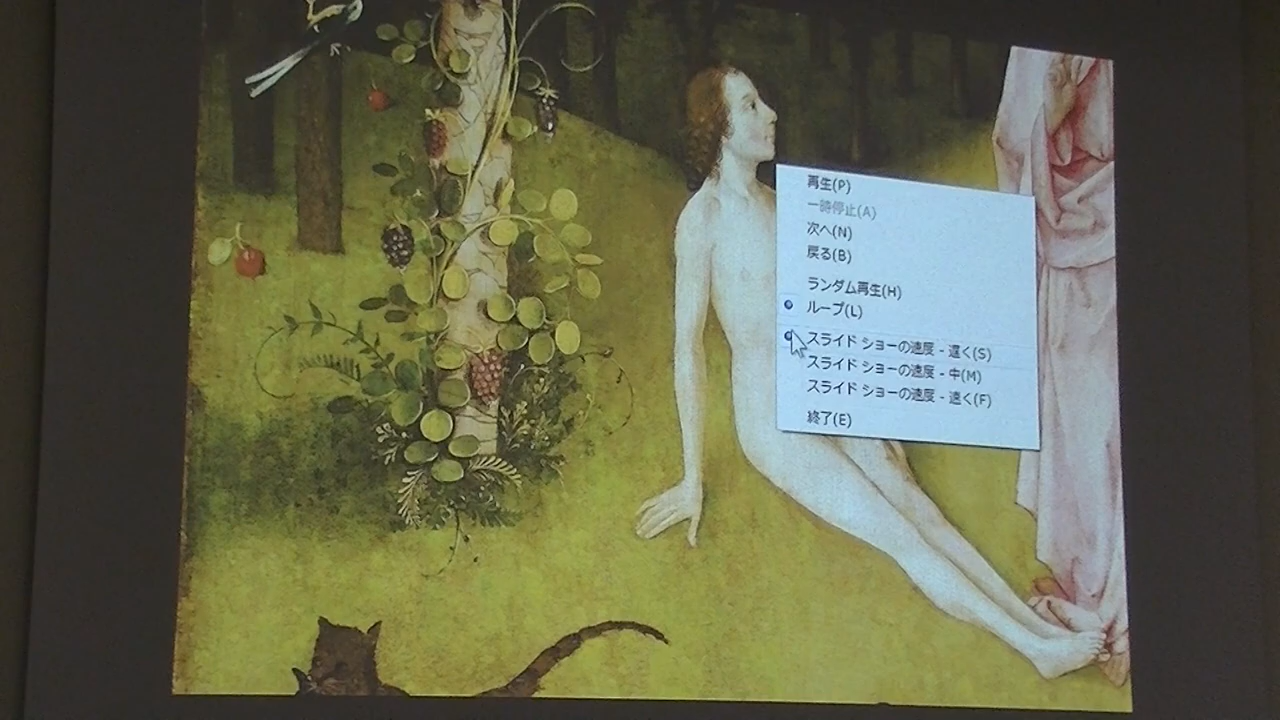 再生(P)
一時停止(A)
次へ(N)
戻る(B)
ランダム再生(H)
ループ(L)
スライド ショーの速度 - 遅く(S)
スライド ショーの速度 - 中(M)
スライド ショーの速度 - 速く(F)
終了(E)